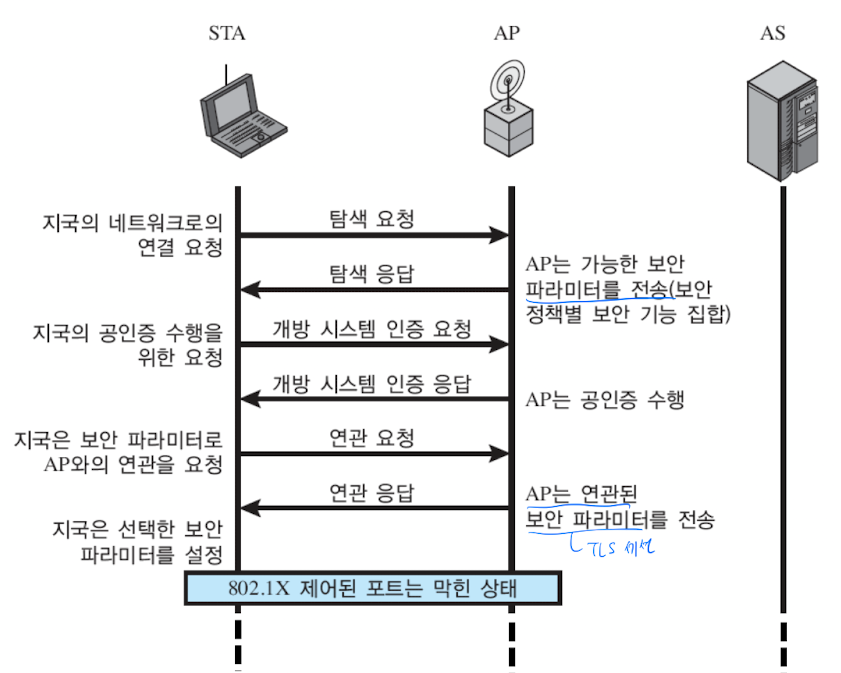 STA
AP
AS
지국의 네트워크로의
연결 요청
탐색 요청
탐색 응답
AP는 가능한 보안
파라미터를 전송(보안
정책별 보안 기능 집합)
지국의 공인증 수행을
위한 요청
개방 시스템 인증 요청
개방 시스템 인증 응답
AP는 공인증 수행
지국은 보안 파라미터로
AP와의 연관을 요청
연관 요청
연관 응답
AP는 연관된
보안 파라미터를 전송
TLS
지국은 선택한 보안
파라미터를 설정
802.1X 제어된 포트는 막힌 상태